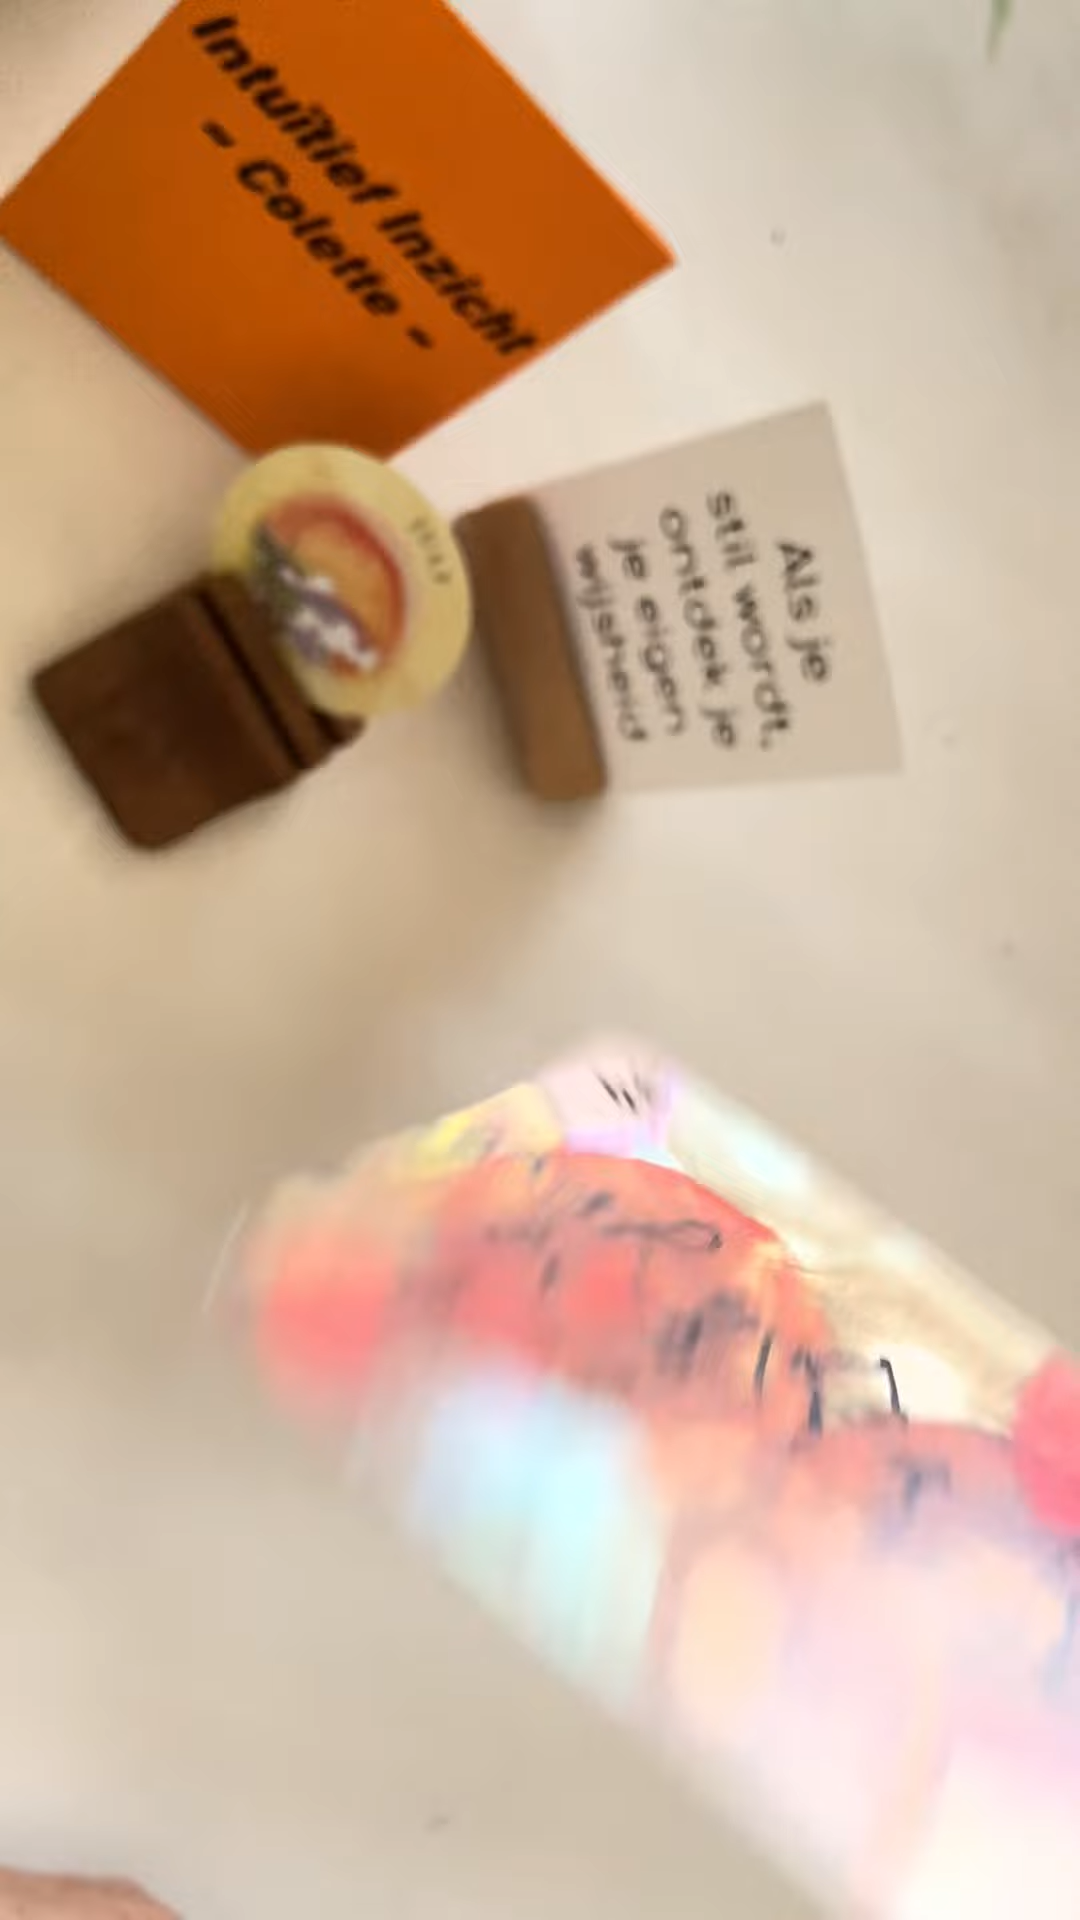 Intuïtief Inzicht
- Colette -
Als je
stil wordt,
ontdek je
je eigen
wijsheid